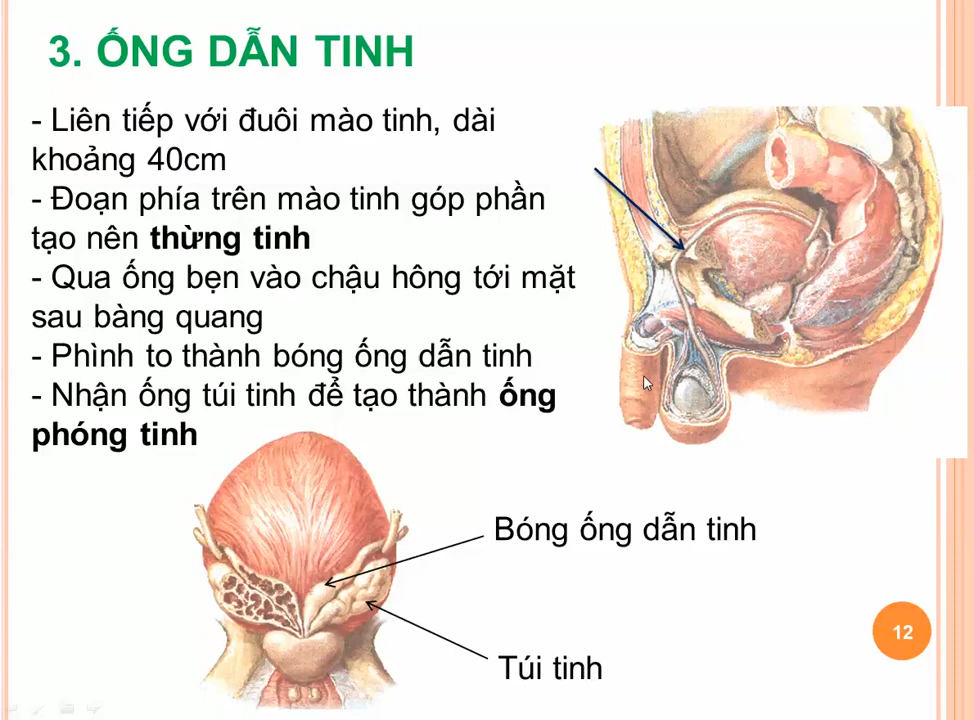 3. ỐNG DẪN TINH
- Liên tiếp với đuôi mào tinh, dài
khoảng 40cm
- Đoạn phía trên mào tinh góp phần
tạo nên thừng tinh
- Qua ống bẹn vào chậu hông tới mặt
sau bàng quang
- Phình to thành bóng ống dẫn tinh
- Nhận ống túi tinh để tạo thành ống
phóng tinh
Bóng ống dẫn tinh
Túi tinh
12